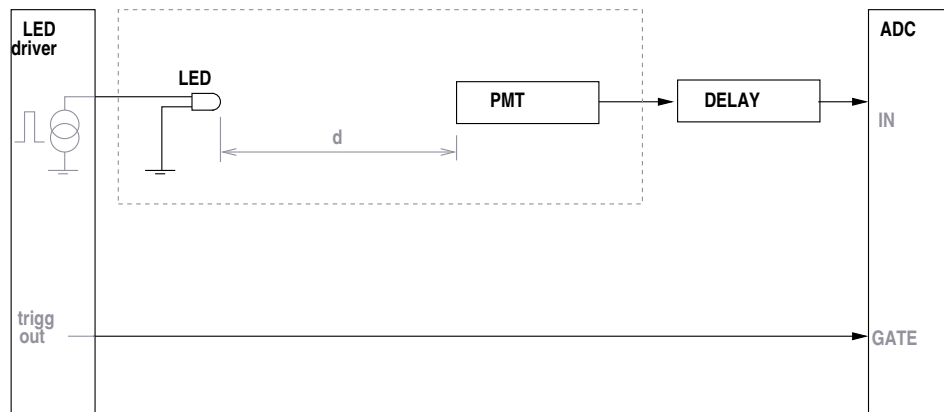 LED
driver
LED
d
PMT
DELAY
ADC
IN
trigg
out
GATE